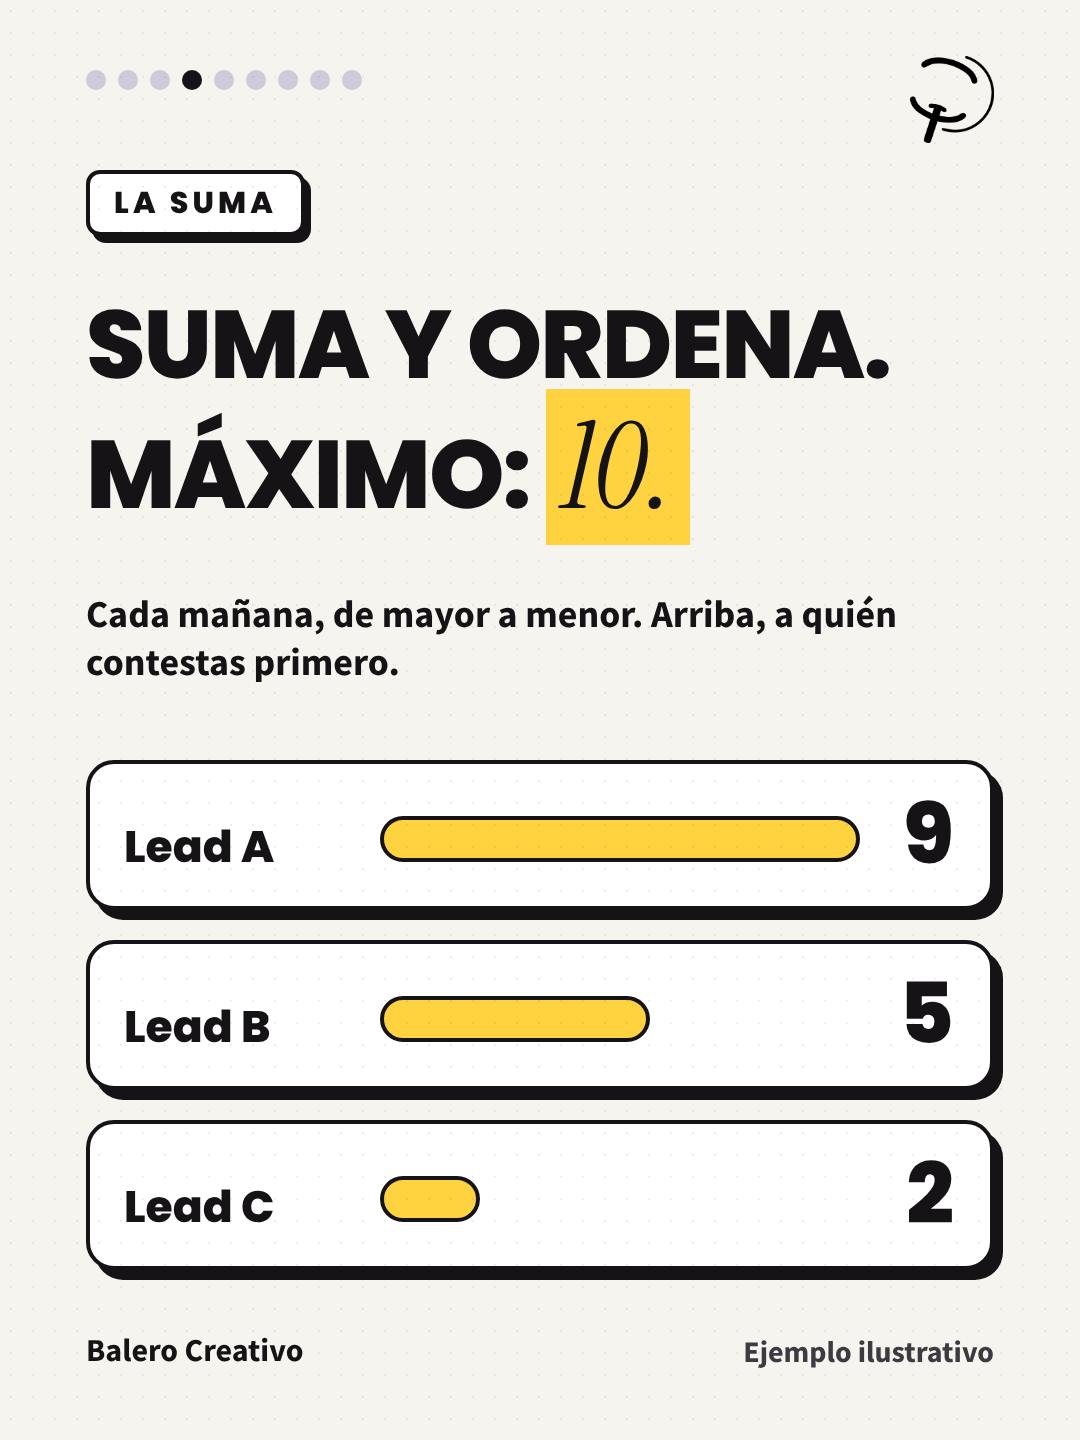 LA SUMA
SUMA Y ORDENA.
MÁXIMO: 10.
Cada mañana, de mayor a menor. Arriba, a quién
contestas primero.
Lead A 9
Lead B 5
Lead C 2
Balero Creativo
Ejemplo ilustrativo